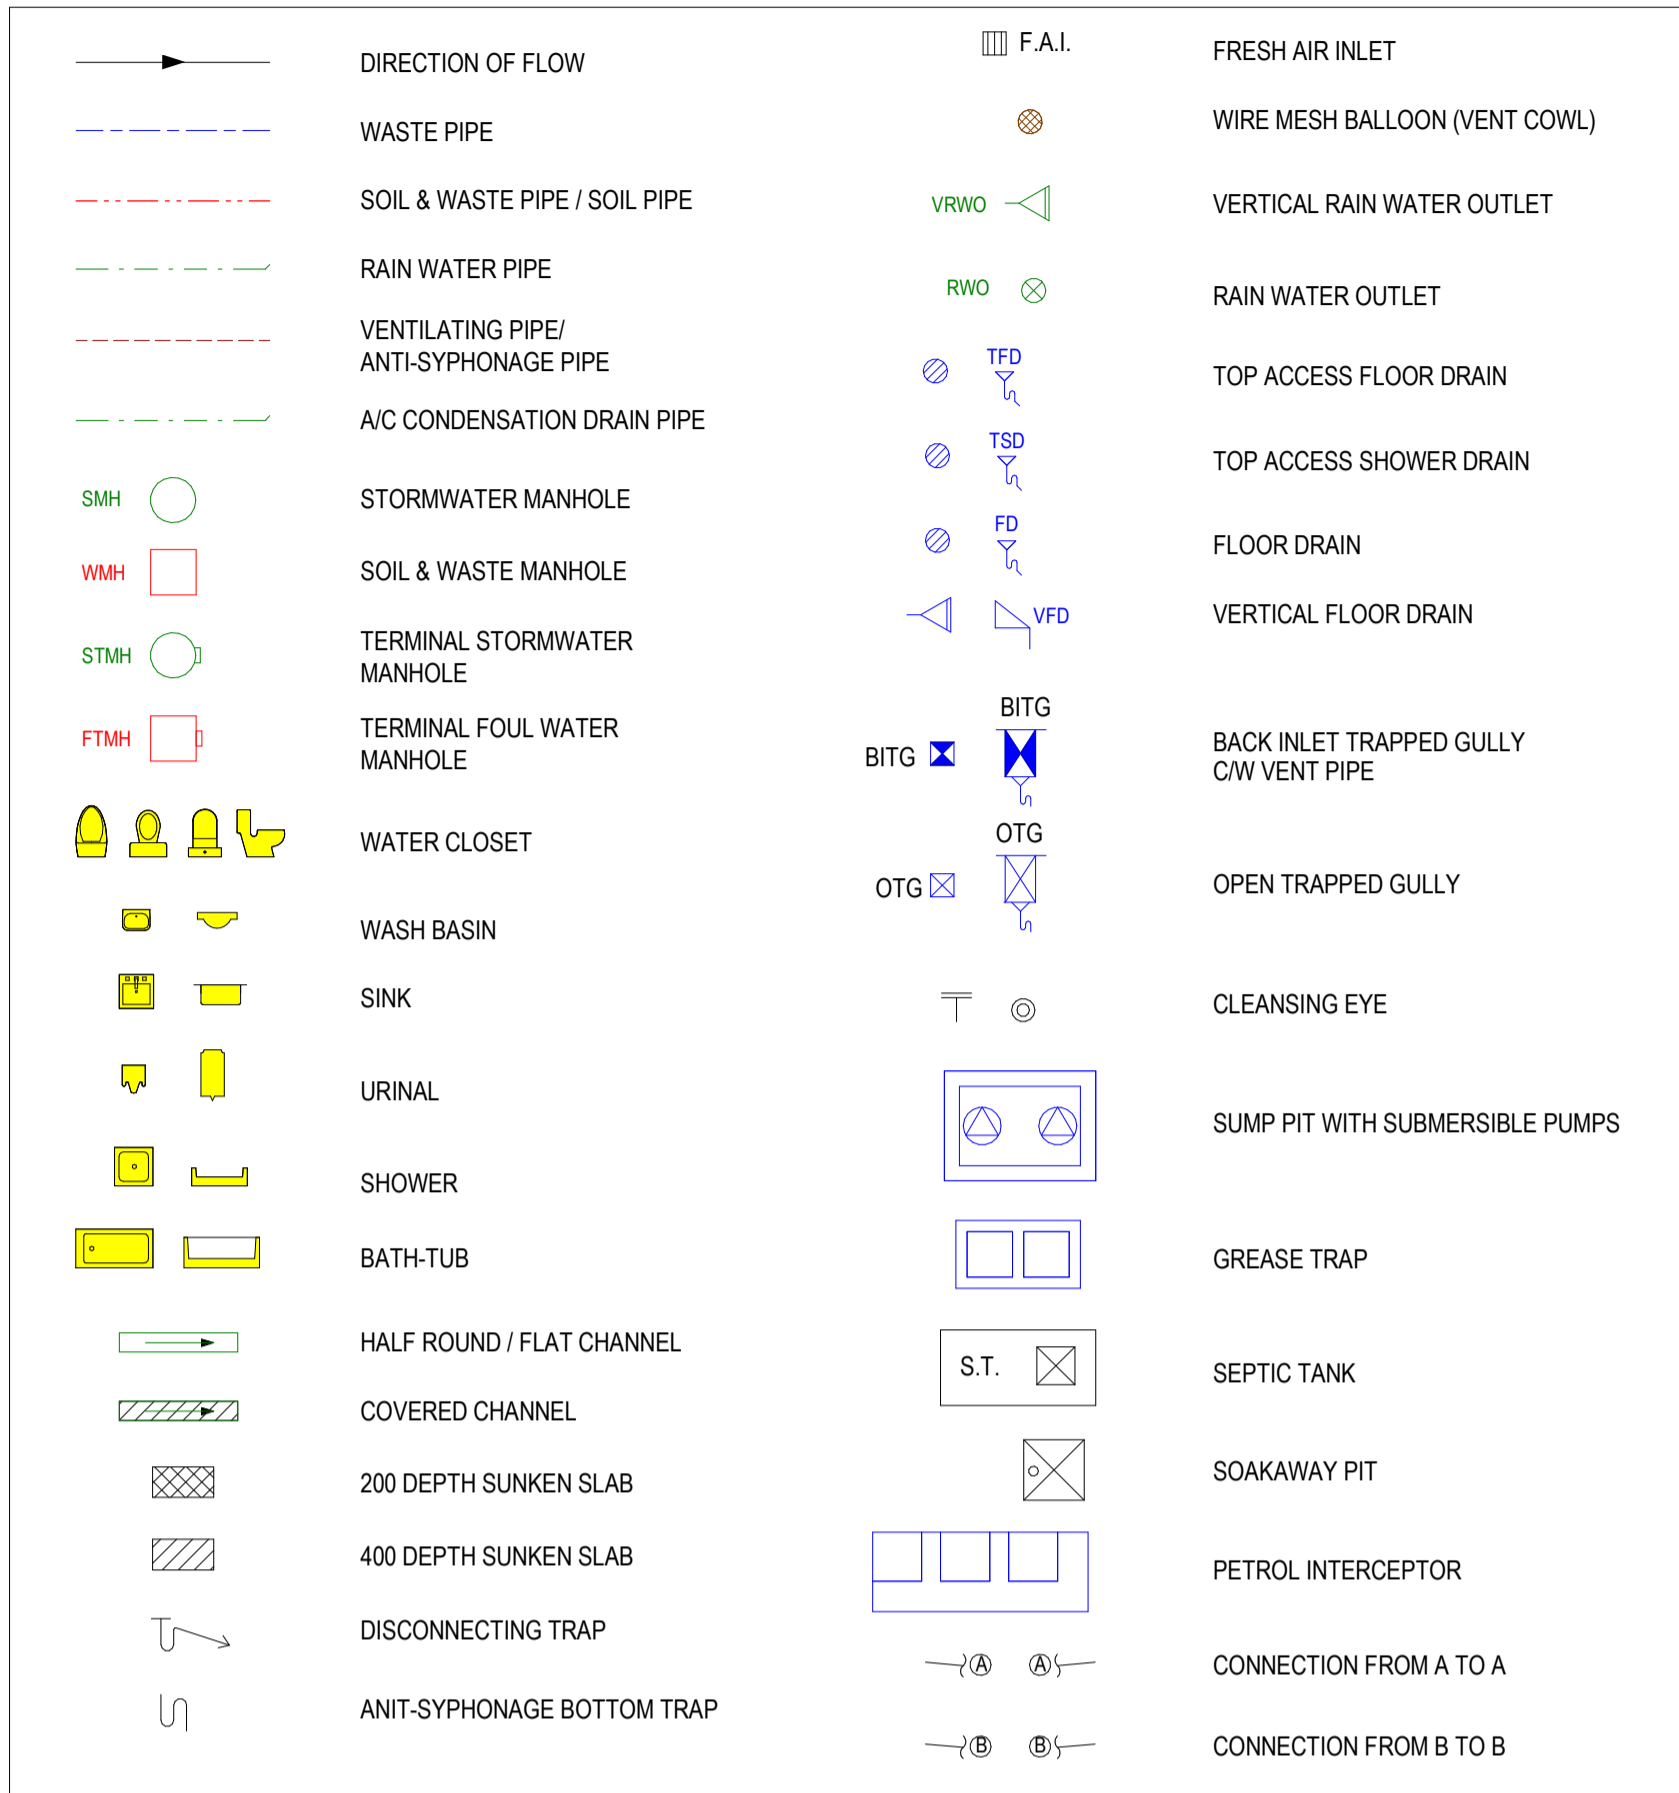 DIRECTION OF FLOW
WASTE PIPE
SOIL & WASTE PIPE / SOIL PIPE
RAIN WATER PIPE
VENTILATING PIPE/
ANTI-SYPHONAGE PIPE
A/C CONDENSATION DRAIN PIPE
SMH STORMWATER MANHOLE
WMH SOIL & WASTE MANHOLE
STMH TERMINAL STORMWATER
MANHOLE
FTMH TERMINAL FOUL WATER
MANHOLE
WATER CLOSET
WASH BASIN
SINK
URINAL
SHOWER
BATH-TUB
HALF ROUND / FLAT CHANNEL
COVERED CHANNEL
200 DEPTH SUNKEN SLAB
400 DEPTH SUNKEN SLAB
DISCONNECTING TRAP
ANIT-SYPHONAGE BOTTOM TRAP
F.A.I. FRESH AIR INLET
WIRE MESH BALLOON (VENT COWL)
VRWO VERTICAL RAIN WATER OUTLET
RWO RAIN WATER OUTLET
TFD TOP ACCESS FLOOR DRAIN
TSD TOP ACCESS SHOWER DRAIN
FD FLOOR DRAIN
VFD VERTICAL FLOOR DRAIN
BITG
BITG BACK INLET TRAPPED GULLY
C/W VENT PIPE
OTG
OTG OPEN TRAPPED GULLY
CLEANSING EYE
SUMP PIT WITH SUBMERSIBLE PUMPS
GREASE TRAP
S.T. SEPTIC TANK
SOAKAWAY PIT
PETROL INTERCEPTOR
A A CONNECTION FROM A TO A
B B CONNECTION FROM B TO B